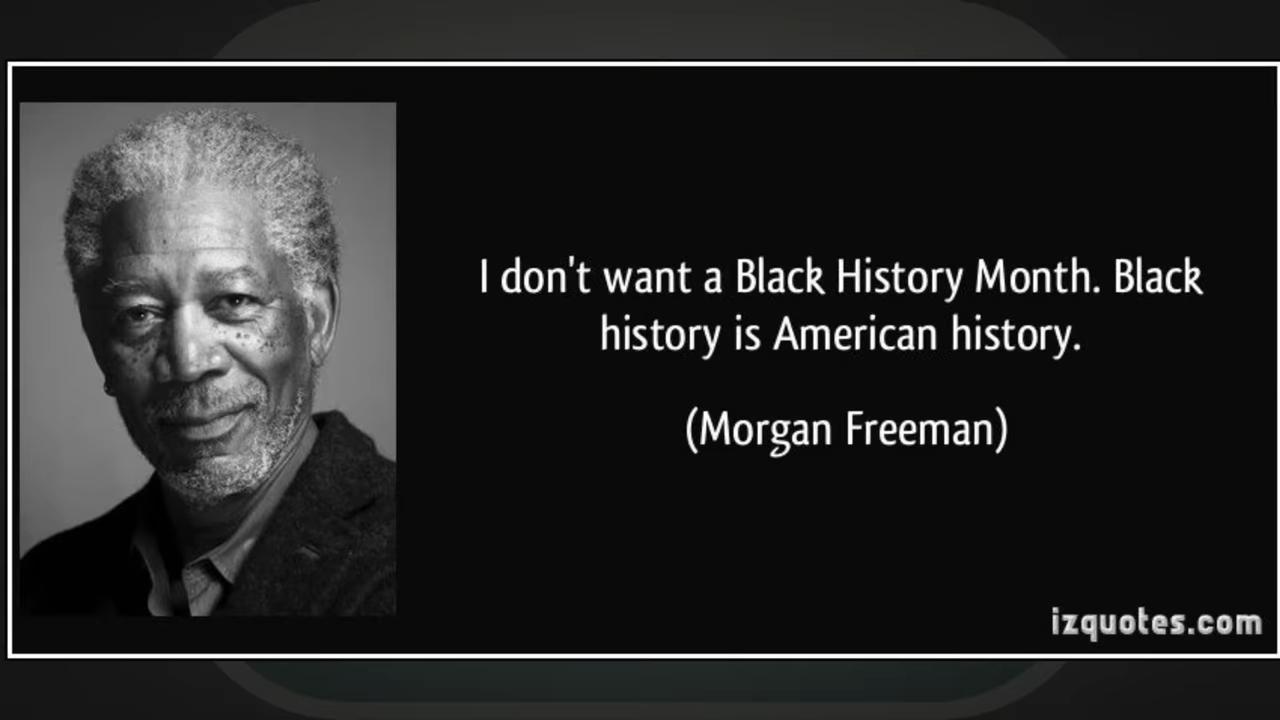 I don't want a Black History Month. Black
history is American history.
(Morgan Freeman)
izquotes.com